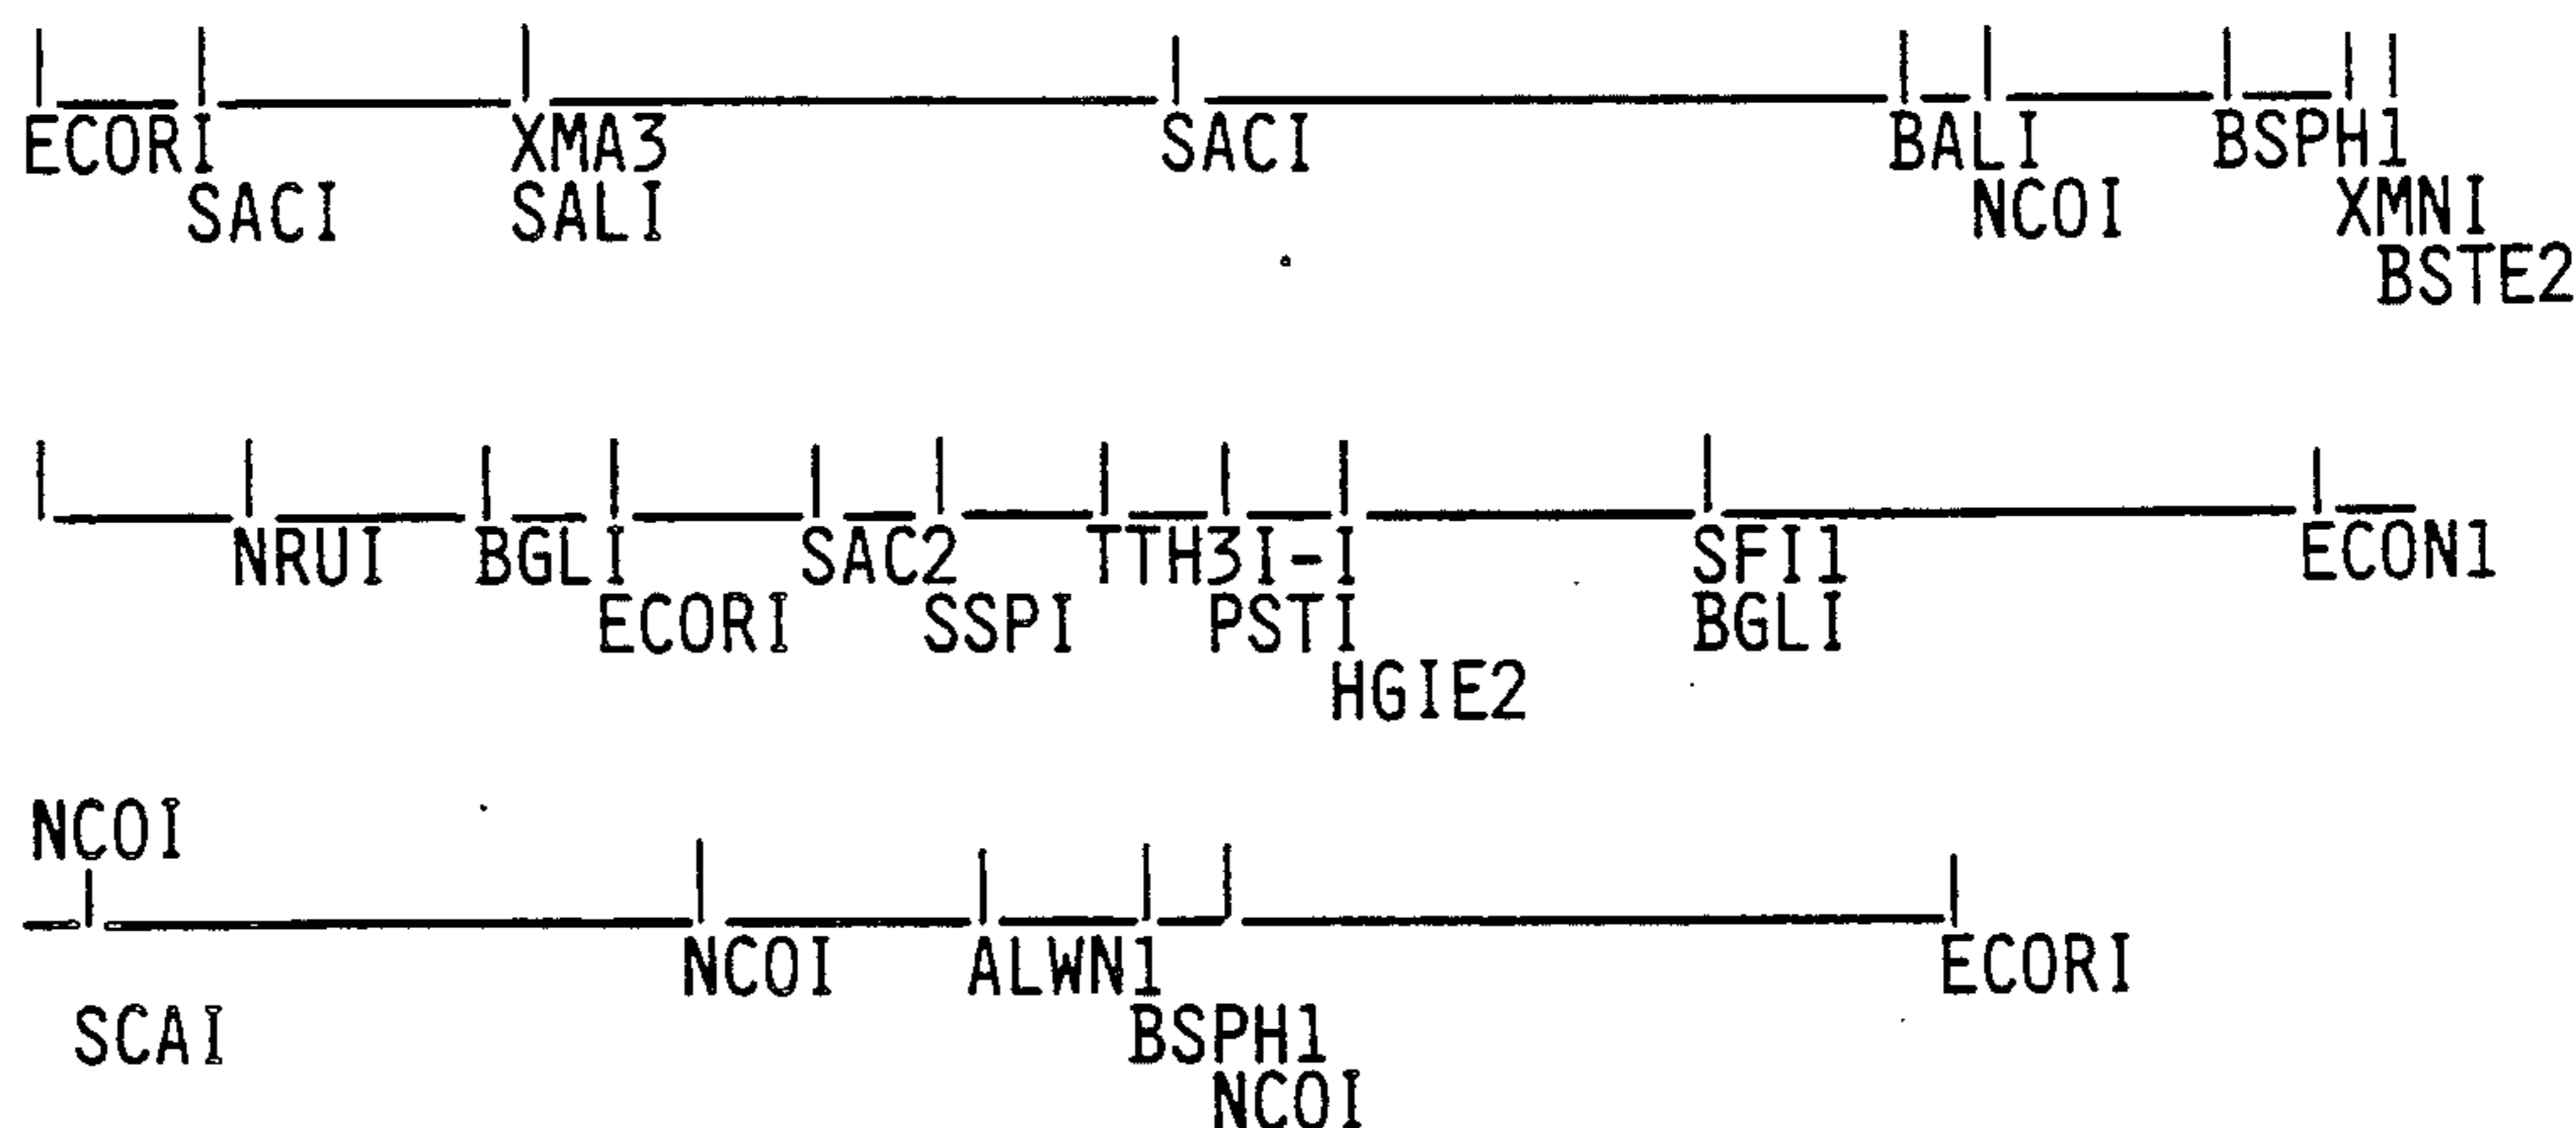 ECORI XMA3 SACI BALI BSPH1
SACI SALI NCOI XMNI
BSTE2
NRUI BGLI SAC2 TTH3I-I SFI1 ECON1
ECORI SSPI PSTI BGLI
HGIE2
NCOI
NCOI ALWN1 ECORI
SCAI BSPH1
NCOI